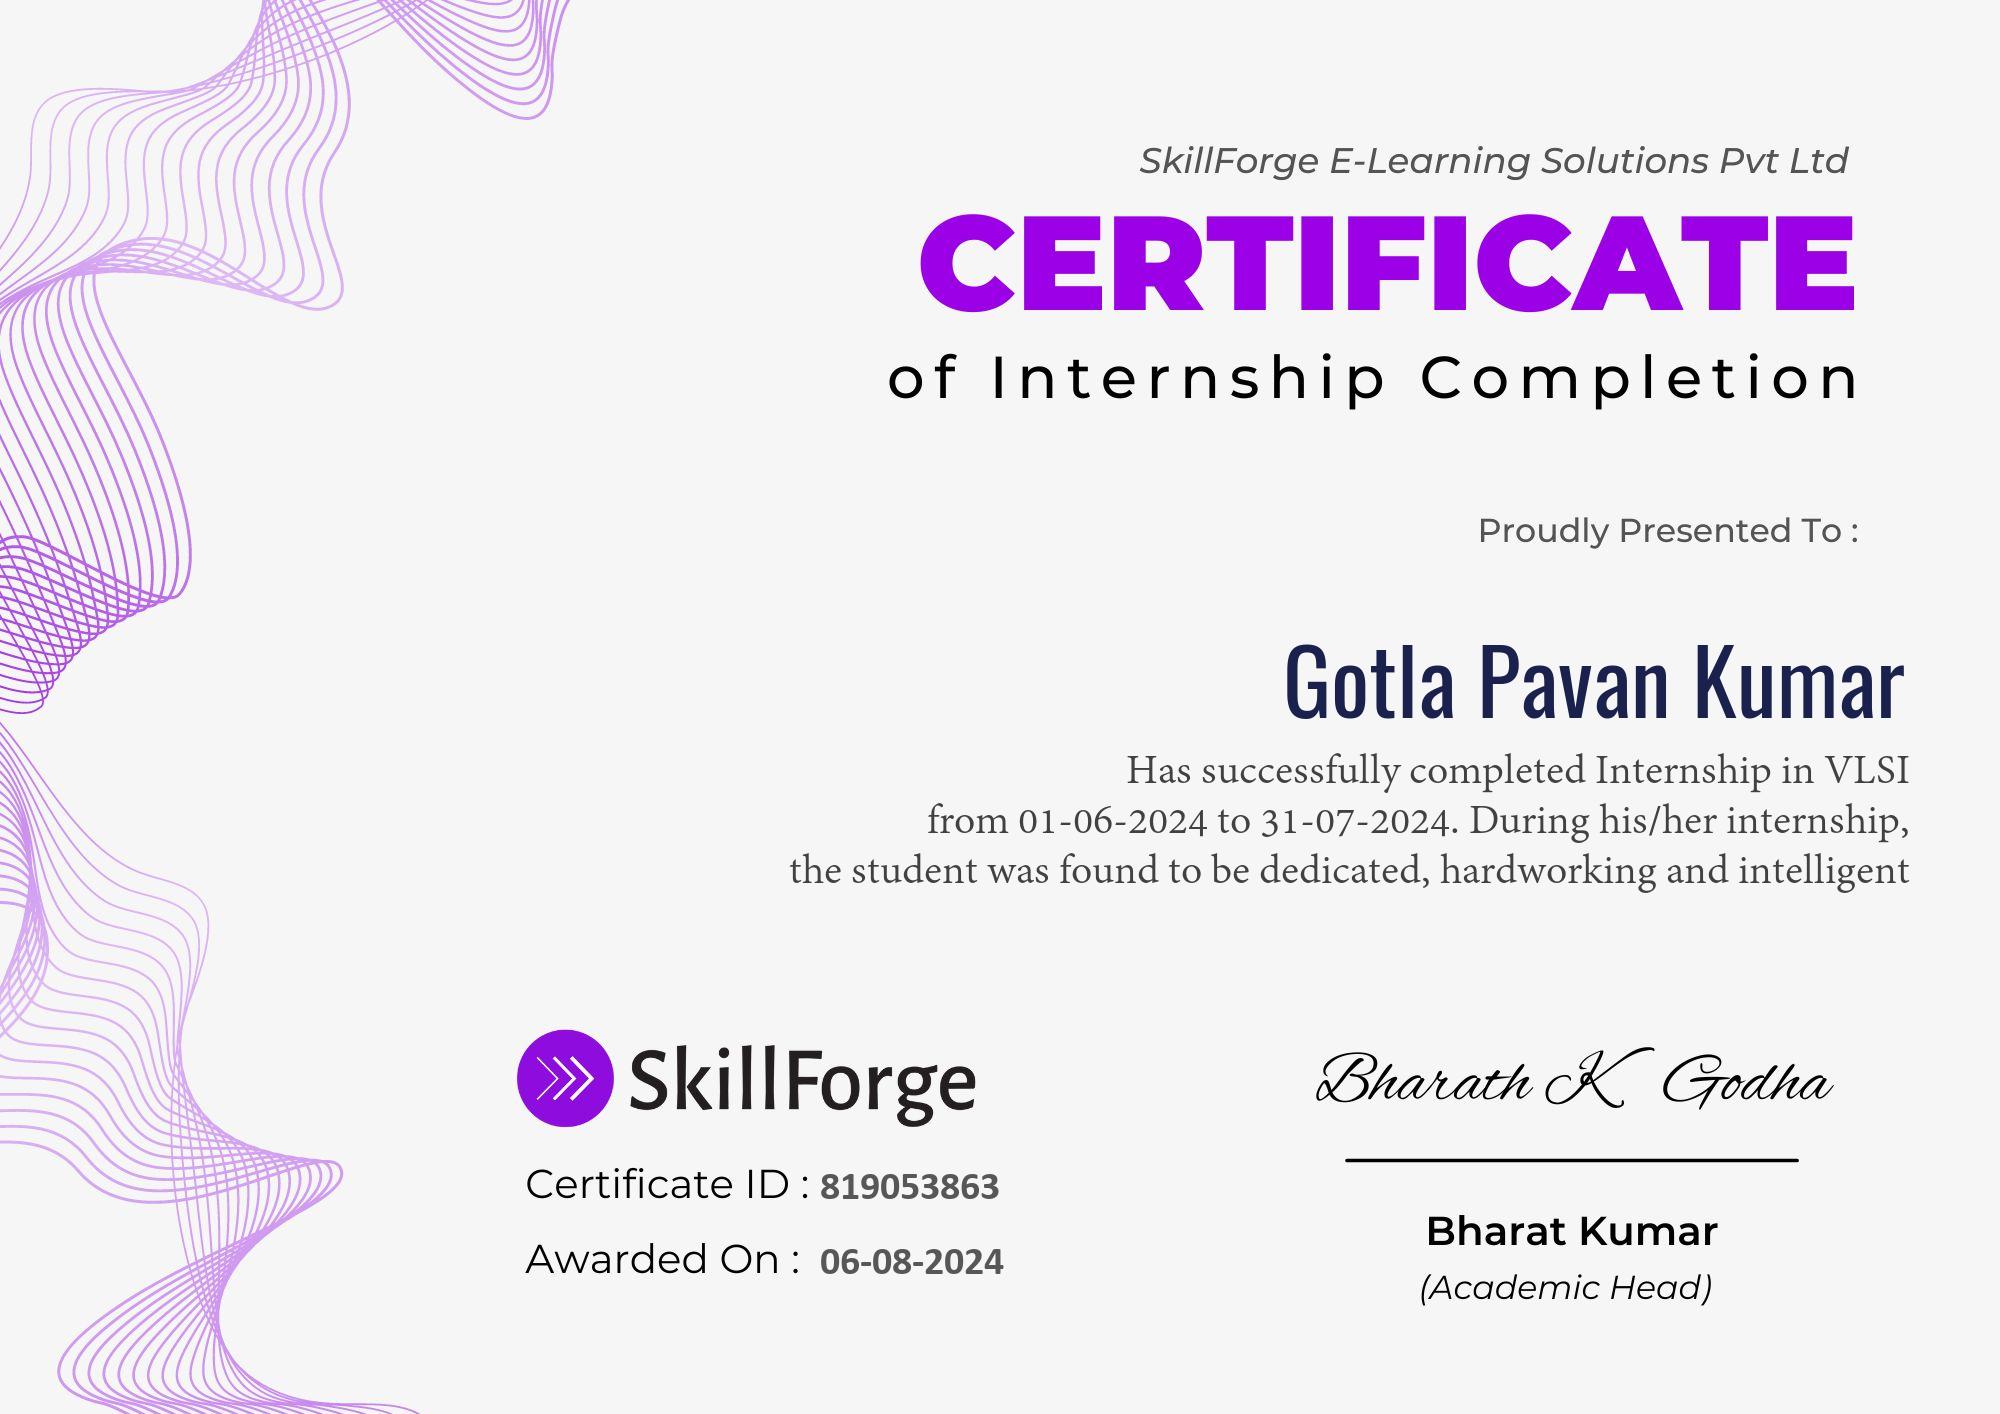 SkillForge E-Learning Solutions Pvt Ltd
CERTIFICATE
of Internship Completion
Proudly Presented To :
Gotla Pavan Kumar
Has successfully completed Internship in VLSI
from 01-06-2024 to 31-07-2024. During his/her internship,
the student was found to be dedicated, hardworking and intelligent
SkillForge
Certificate ID : 819053863
Awarded On : 06-08-2024
Bharath K Godha
Bharat Kumar
(Academic Head)